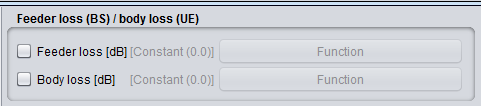 Feeder loss (BS) / body loss (UE)
Feeder loss [dB] [Constant (0.0)] Function
Body loss [dB] [Constant (0.0)] Function